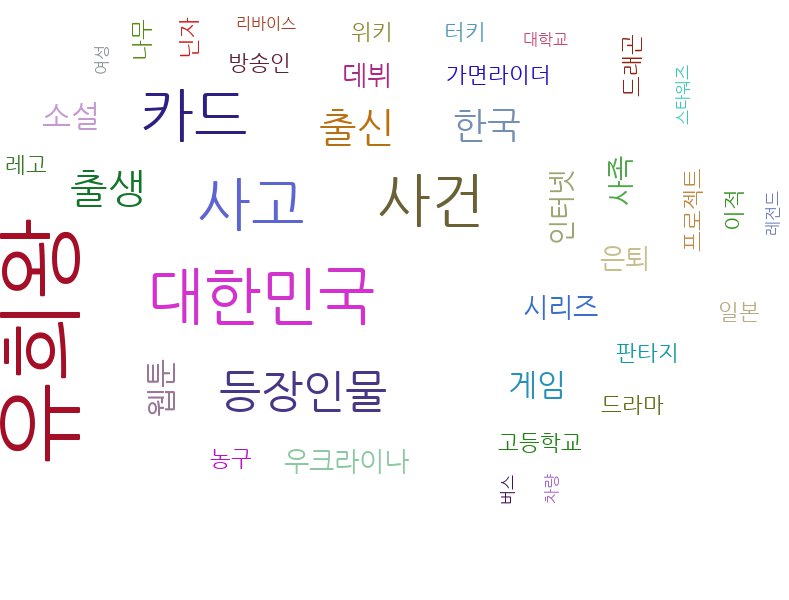 리바이스
위키
터키
대학교
나무
닌자
여성
방송인
데뷔
가면라이더
드래곤
스타워즈
소설
카드
출신
한국
레고
출생
사고
사건
인터넷
사족
프로젝트
이적
레전드
유희왕
은퇴
대한민국
시리즈
일본
판타지
웹툰
등장인물
게임
드라마
고등학교
농구
우크라이나
버스
차량